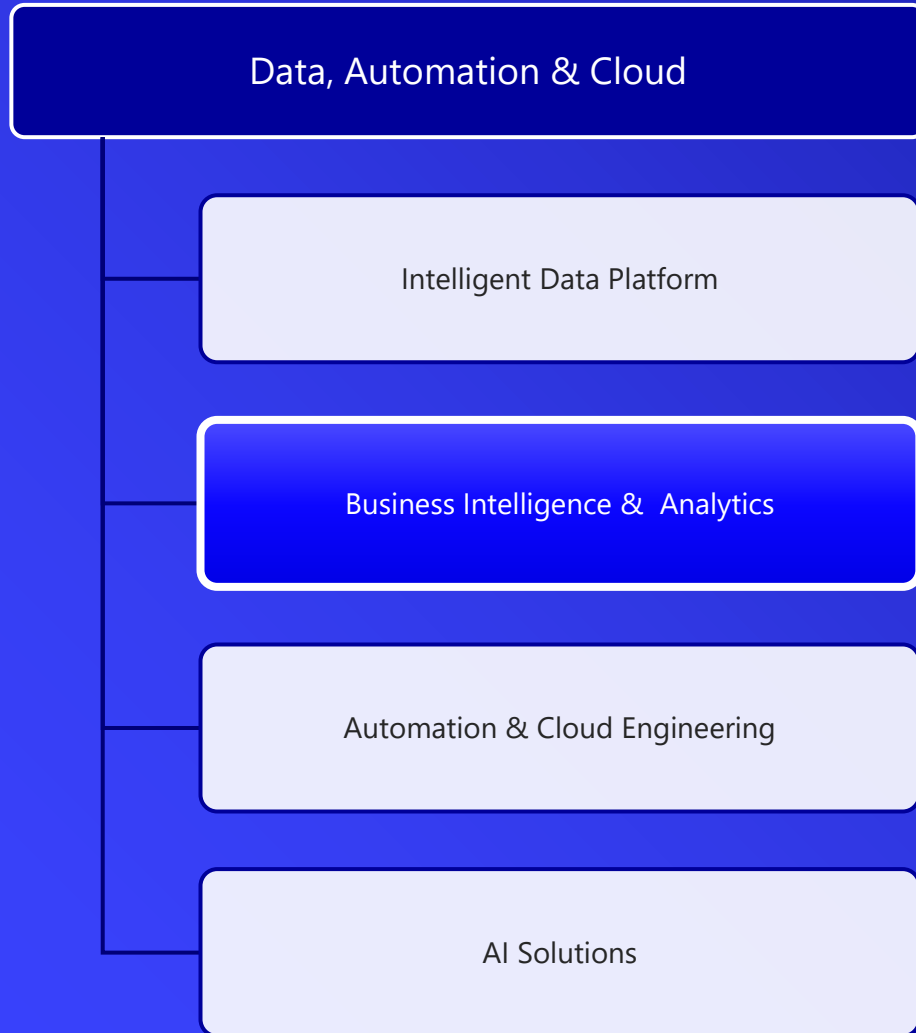 Data, Automation & Cloud
Intelligent Data Platform
Business Intelligence &  Analytics
Automation & Cloud Engineering
AI Solutions